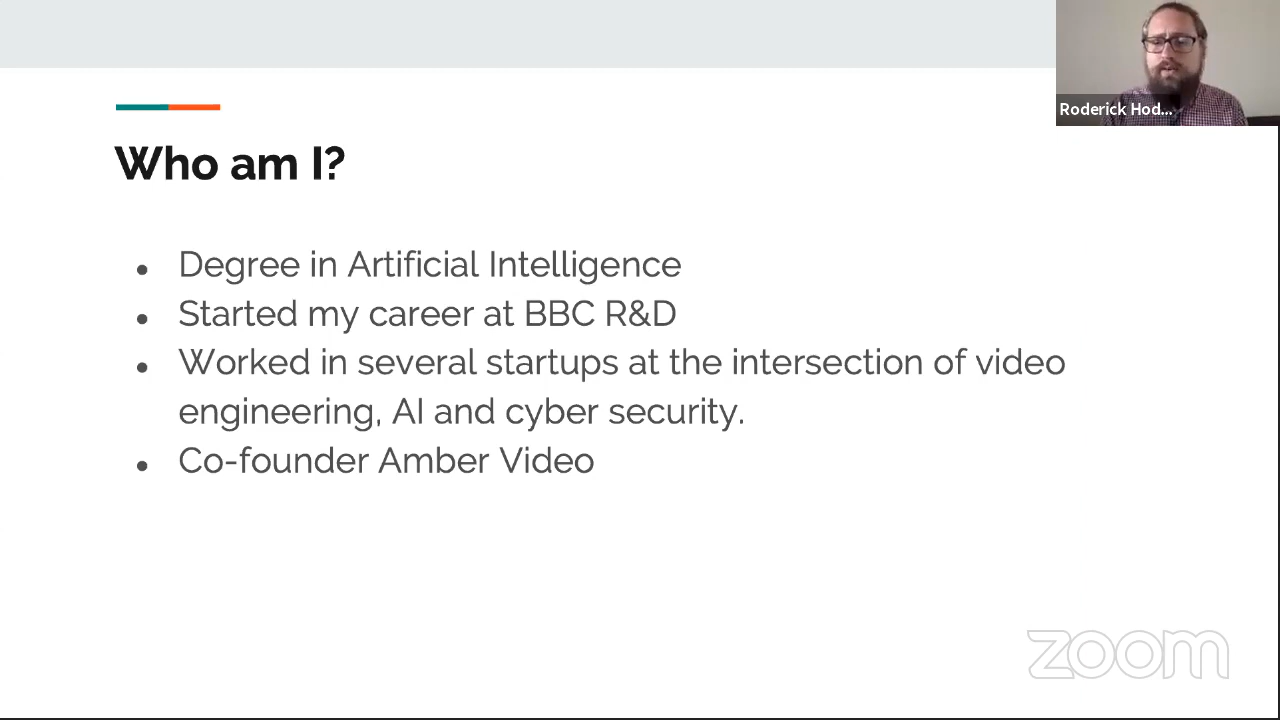 Roderick Hod...
Who am I?
Degree in Artificial Intelligence
Started my career at BBC R&D
Worked in several startups at the intersection of video
engineering, AI and cyber security.
Co-founder Amber Video
zoom